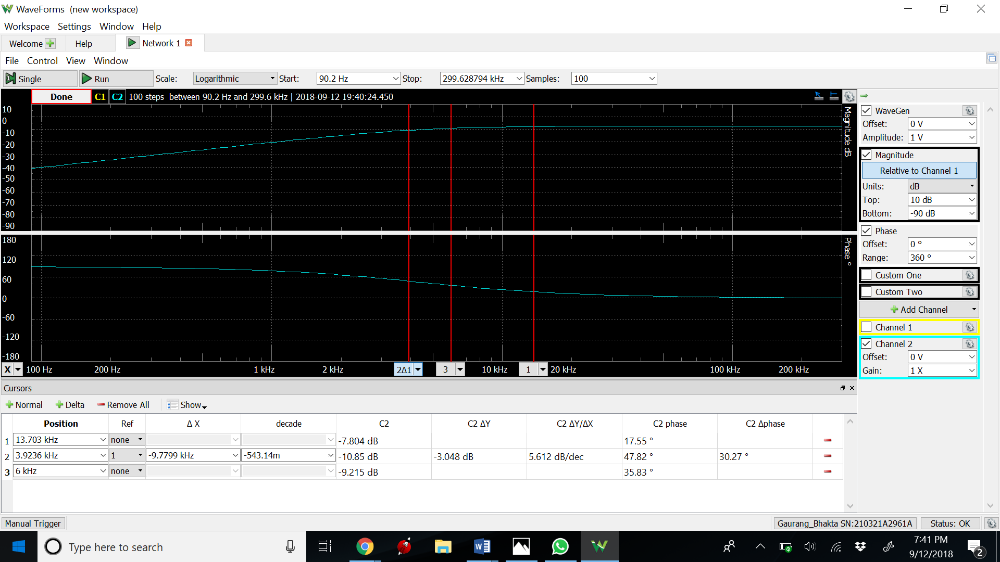 WaveForms (new workspace)
Workspace Settings Window Help
Welcome Help Network 1
File Control View Window
Single Run Scale: Logarithmic Start: 90.2 Hz Stop: 299.628794 kHz Samples: 100
Done C1 C2 100 steps between 90.2 Hz and 299.6 kHz | 2018-09-12 19:40:24.450
10
0
-10
-20
-30
-40
-50
-60
-70
-80
-90
Magnitude dB
180
120
60
0
-60
-120
-180
Phase °
X 100 Hz 200 Hz 1 kHz 2 kHz 2Δ1 3 10 kHz 1 20 kHz 100 kHz 200 kHz
WaveGen
Offset: 0 V
Amplitude: 1 V
Magnitude
Relative to Channel 1
Units: dB
Top: 10 dB
Bottom: -90 dB
Phase
Offset: 0 °
Range: 360 °
Custom One
Custom Two
Add Channel
Channel 1
Channel 2
Offset: 0 V
Gain: 1 X
Cursors
Normal Delta Remove All Show
Position Ref Δ X decade C2 C2 ΔY C2 ΔY/ΔX C2 phase C2 Δphase
1 13.703 kHz none -7.804 dB 17.55 °
2 3.9236 kHz 1 -9.7799 kHz -543.14m -10.85 dB -3.048 dB 5.612 dB/dec 47.82 ° 30.27 °
3 6 kHz none -9.215 dB 35.83 °
Manual Trigger Gaurang_Bhakta SN:210321A2961A Status: OK
Type here to search
7:41 PM
9/12/2018
2